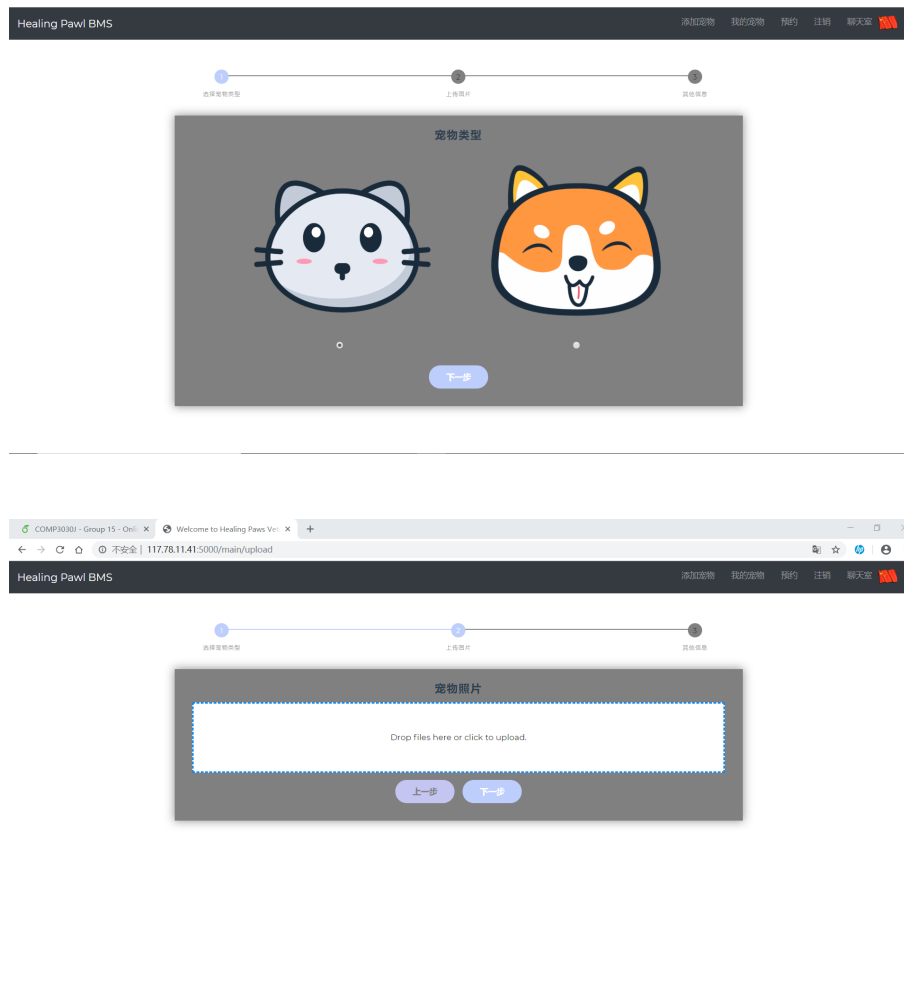 Healing Pawl BMS 添加宠物 我的宠物 预约 注销 聊天室
1 2 3
选择宠物类型 上传照片 其他信息
宠物类型
下一步
COMP3030J - Group 15 - Onli Welcome to Healing Paws Vet
不安全 | 117.78.11.41:5000/main/upload
Healing Pawl BMS 添加宠物 我的宠物 预约 注销 聊天室
1 2 3
选择宠物类型 上传照片 其他信息
宠物照片
Drop files here or click to upload.
上一步 下一步